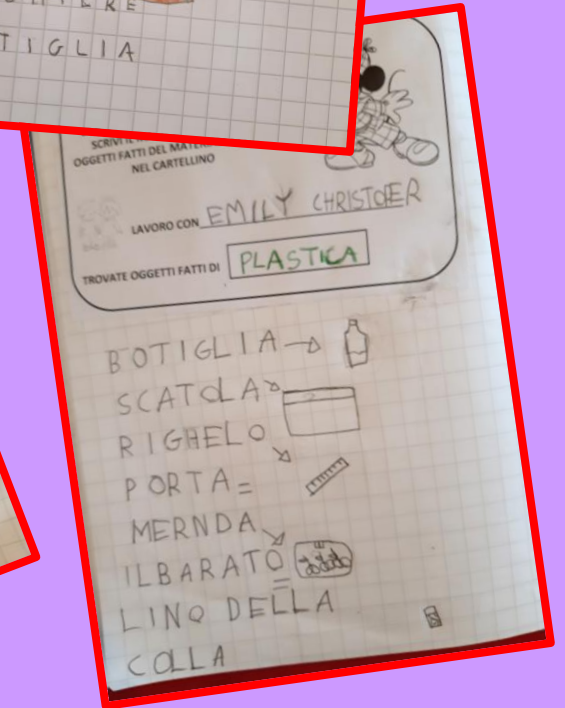 TIGLIA
OGGETTI FATTI DEL
NEL CARTELLINO
LAVORO CON EMILY CHRISTOFER
TROVATE OGGETTI FATTI DI PLASTICA
BOTIGLIA
SCATOLA
RIGHELO
PORTA=
MERNDA
ILBARATO=
LINO DELLA
COLLA